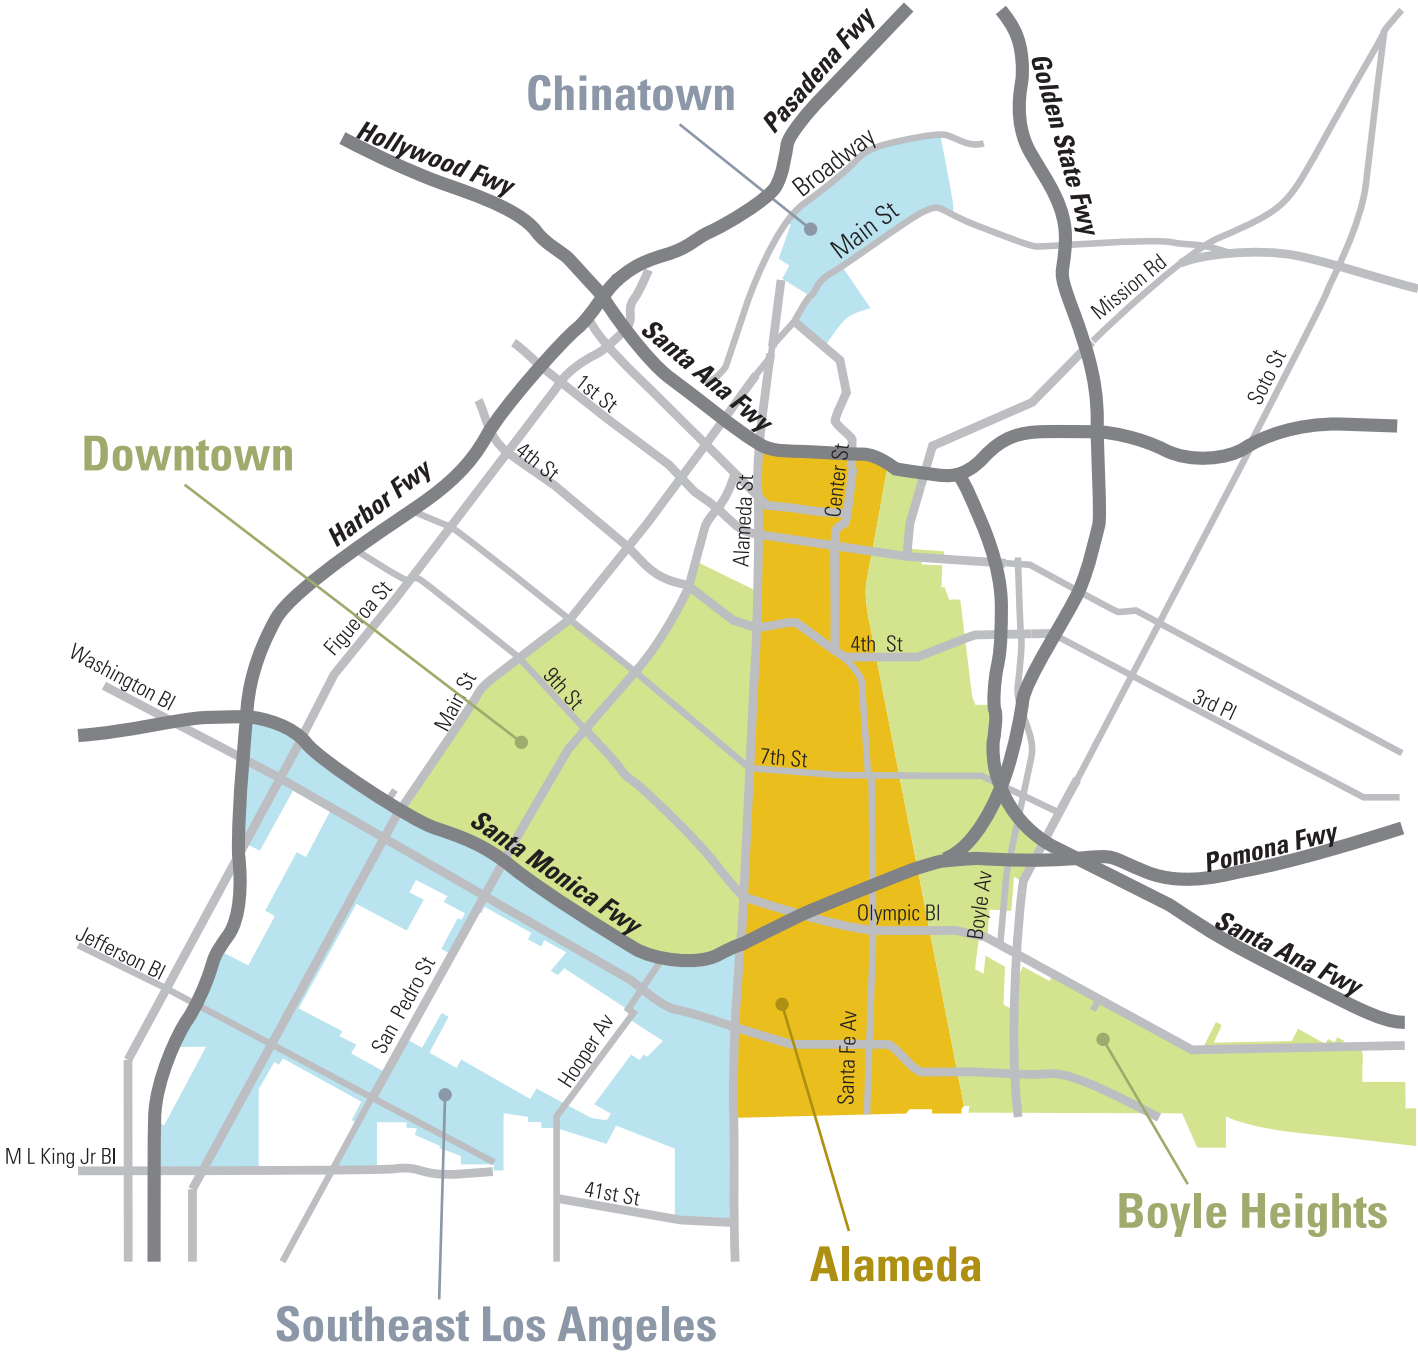 Pasadena Fwy
Golden State Fwy
Chinatown
Hollywood Fwy
Broadway
Main St
Mission Rd
Santa Ana Fwy
Soto St
1st St
Downtown
4th St
Harbor Fwy
Alameda St
Center St
Figueroa St
Washington Bl
4th St
Main St
9th St
3rd Pl
7th St
Santa Monica Fwy
Pomona Fwy
Boyle Av
Olympic Bl
Jefferson Bl
Santa Ana Fwy
San Pedro St
Hooper Av
Santa Fe Av
M L King Jr Bl
41st St
Boyle Heights
Alameda
Southeast Los Angeles